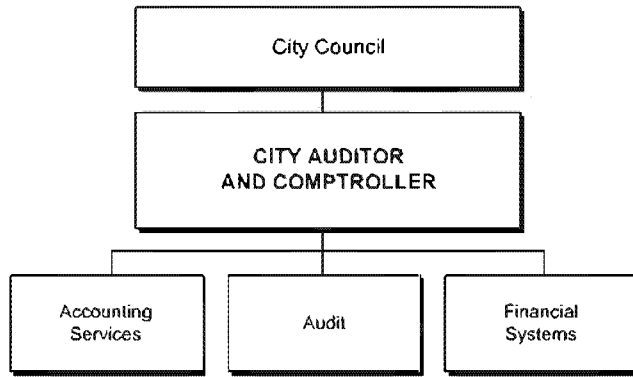 City Council
CITY AUDITOR
AND COMPTROLLER
Accounting
Services
Audit
Financial
Systems